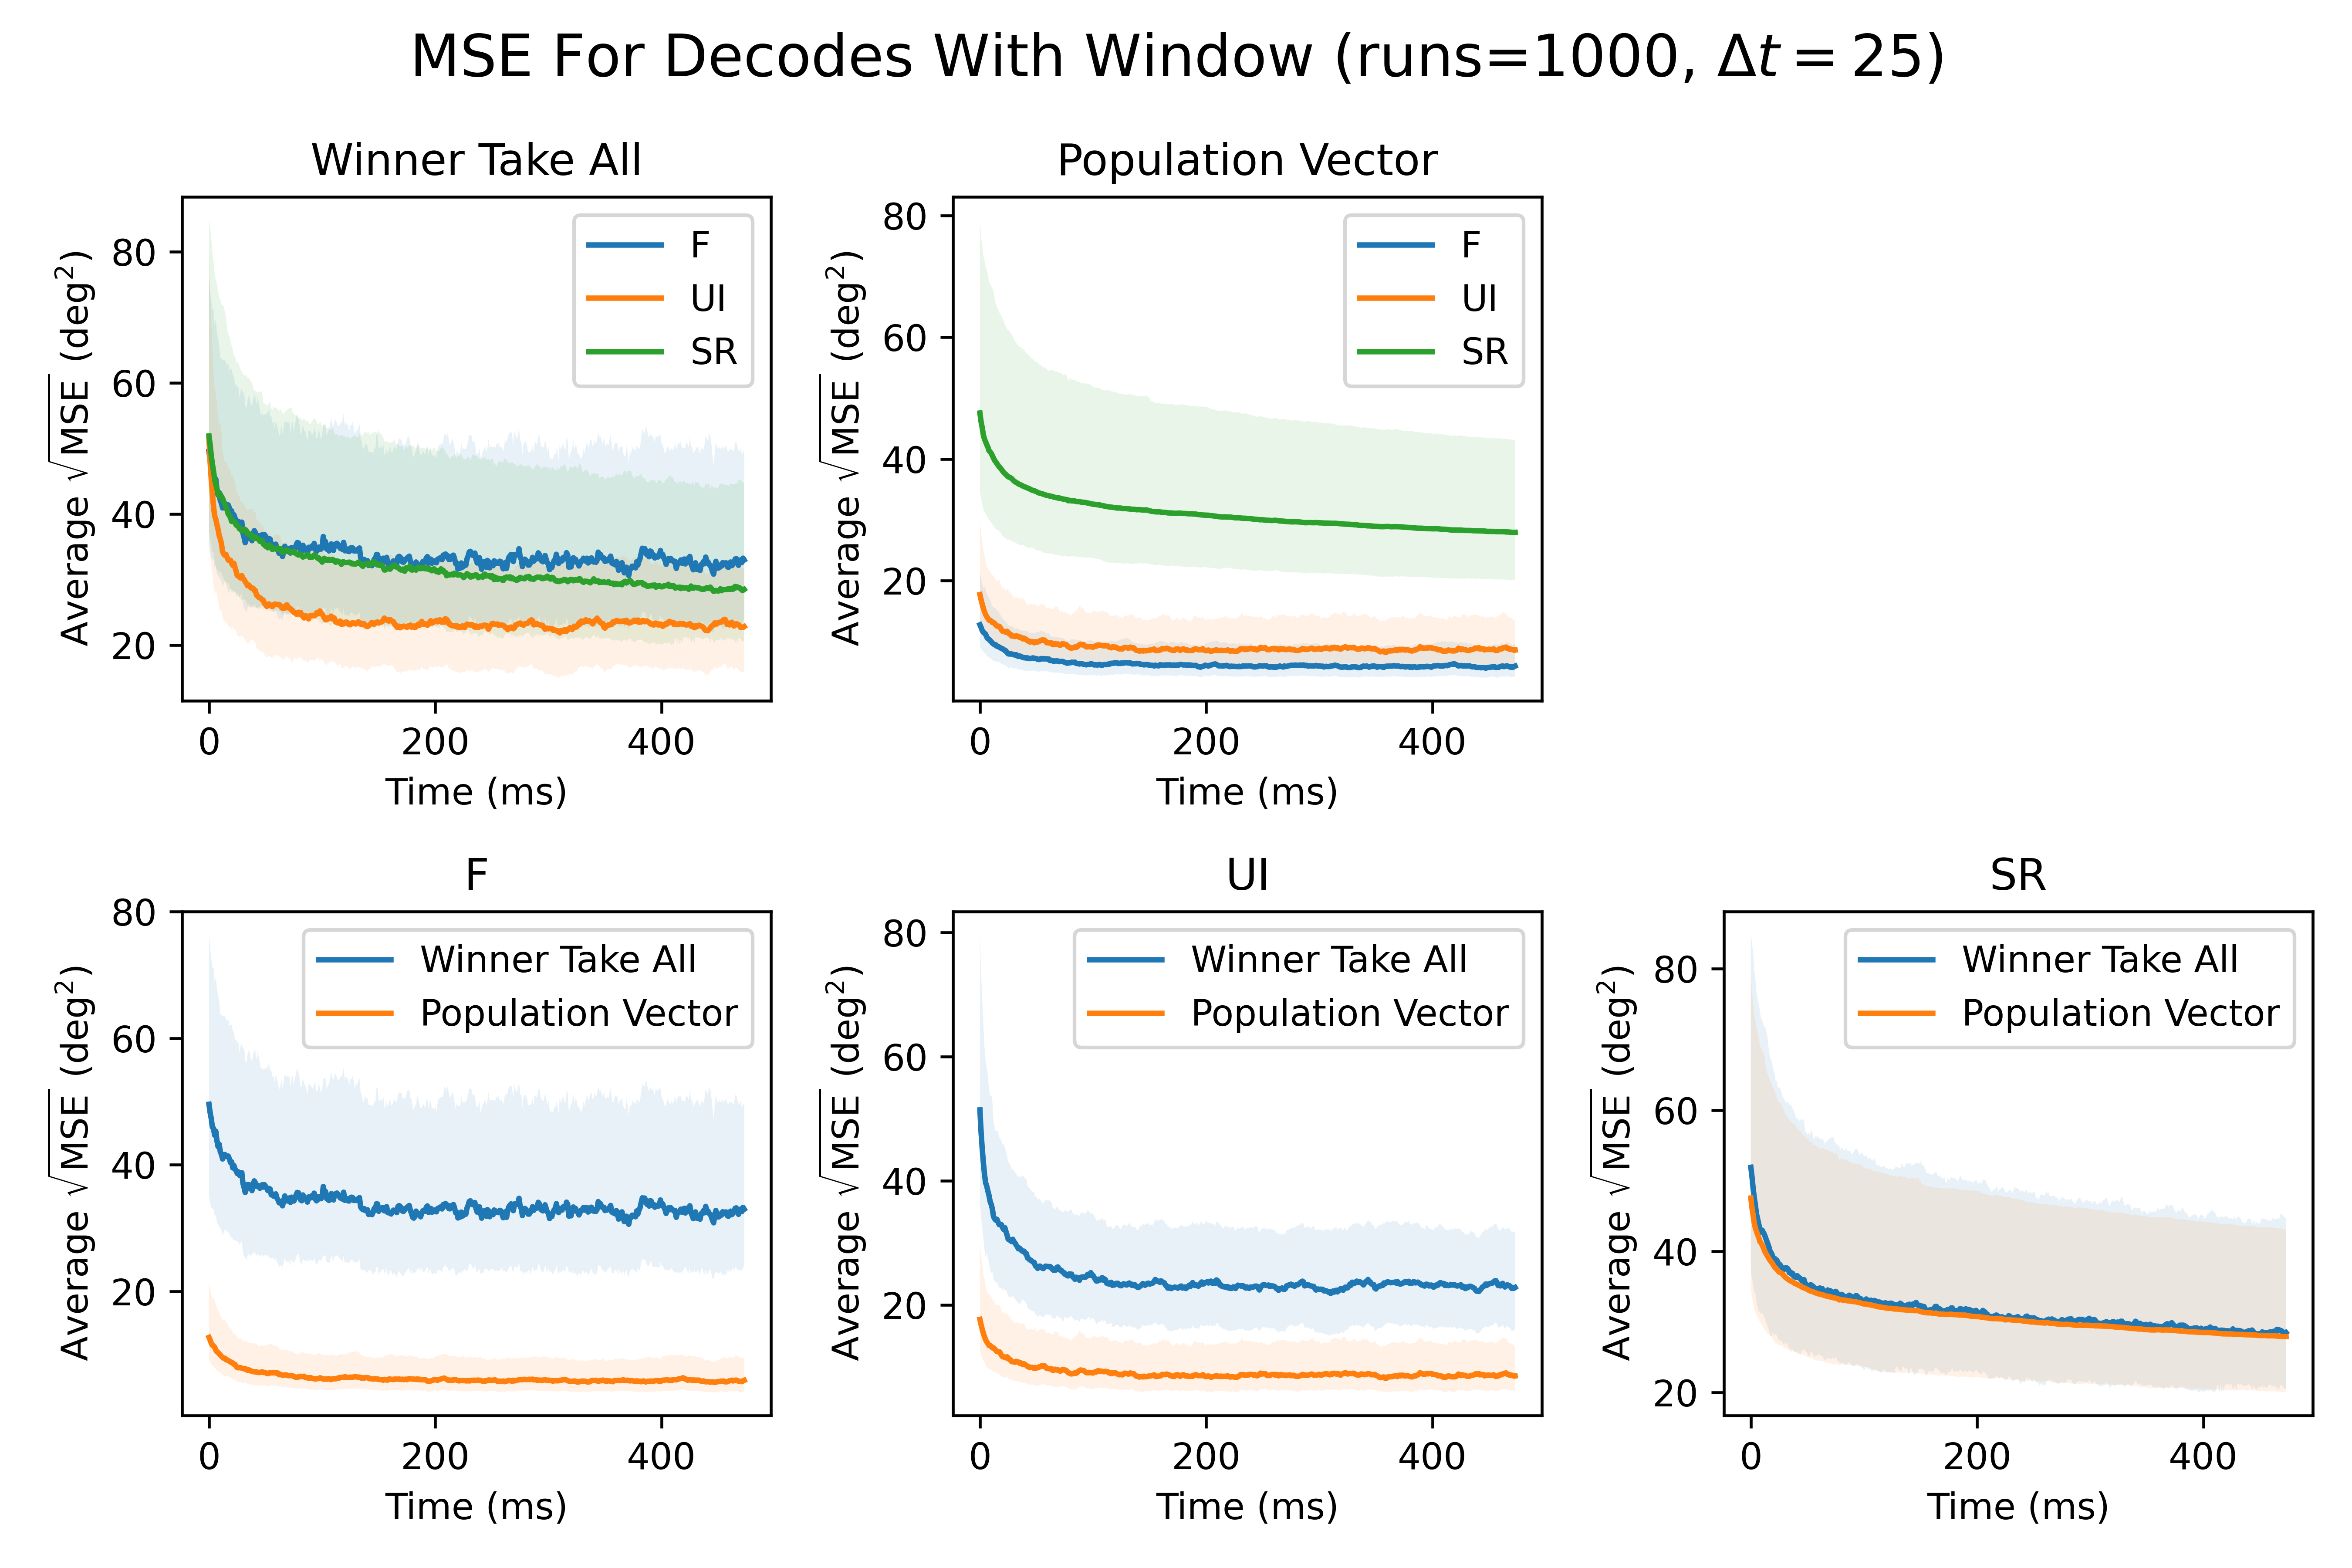 MSE For Decodes With Window (runs=1000, Δt = 25)
Winner Take All
Average √MSE (deg²)
80
60
40
20
0 200 400
Time (ms)
F
UI
SR
Population Vector
Average √MSE (deg²)
80
60
40
20
0 200 400
Time (ms)
F
UI
SR
F
Average √MSE (deg²)
80
60
40
20
0 200 400
Time (ms)
Winner Take All
Population Vector
UI
Average √MSE (deg²)
80
60
40
20
0 200 400
Time (ms)
Winner Take All
Population Vector
SR
Average √MSE (deg²)
80
60
40
20
0 200 400
Time (ms)
Winner Take All
Population Vector